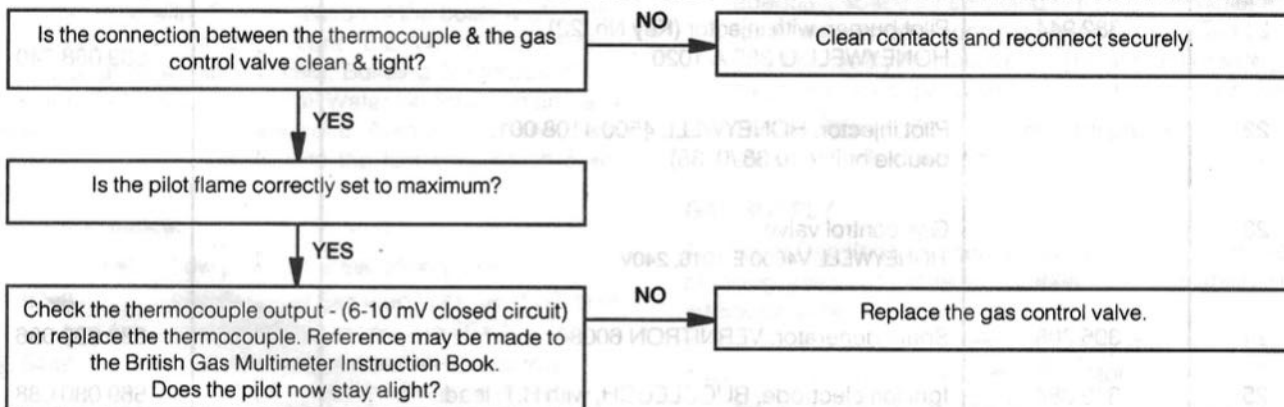 Is the connection between the thermocouple & the gas
control valve clean & tight?
NO
Clean contacts and reconnect securely.
YES
Is the pilot flame correctly set to maximum?
YES
Check the thermocouple output - (6-10 mV closed circuit)
or replace the thermocouple. Reference may be made to
the British Gas Multimeter Instruction Book.
Does the pilot now stay alight?
NO
Replace the gas control valve.